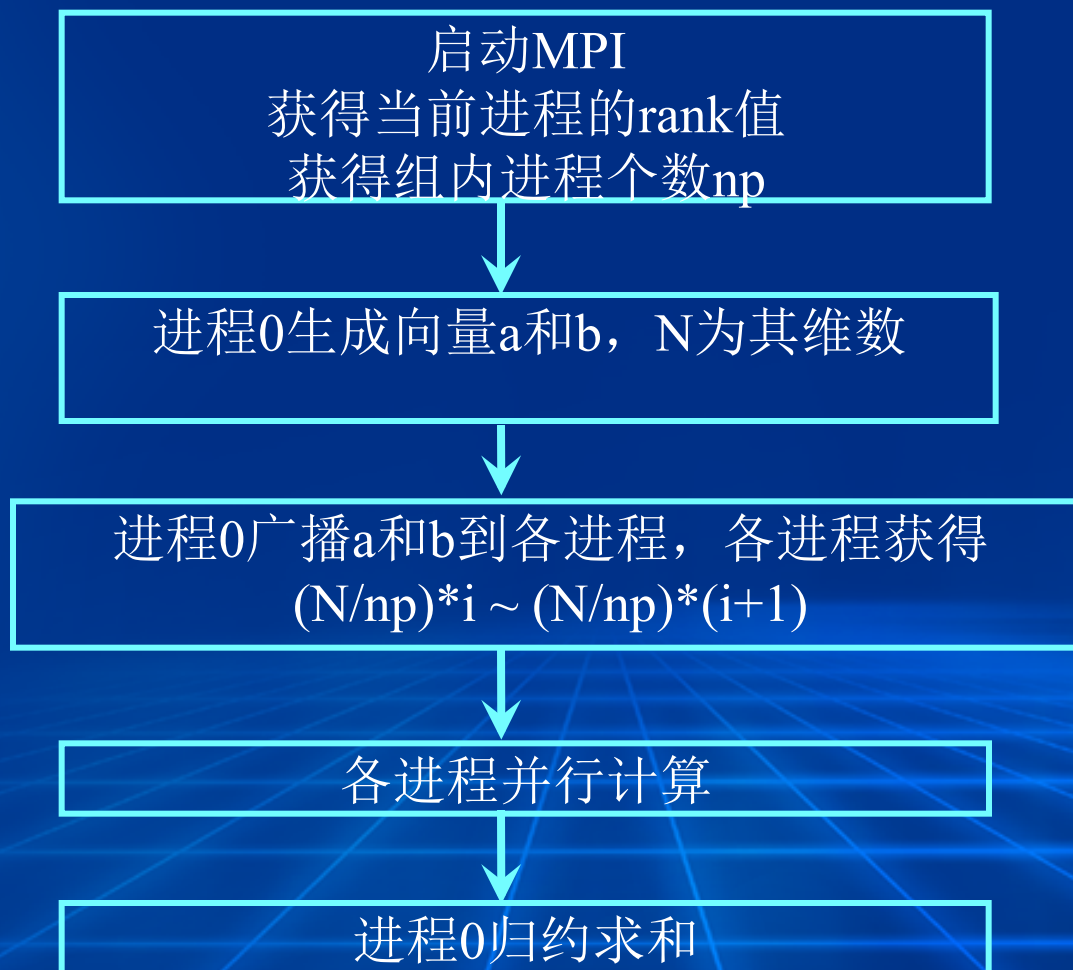 启动MPI
获得当前进程的rank值
获得组内进程个数np
进程0生成向量a和b，N为其维数
进程0广播a和b到各进程，各进程获得
(N/np)*i ~ (N/np)*(i+1)
各进程并行计算
进程0归约求和